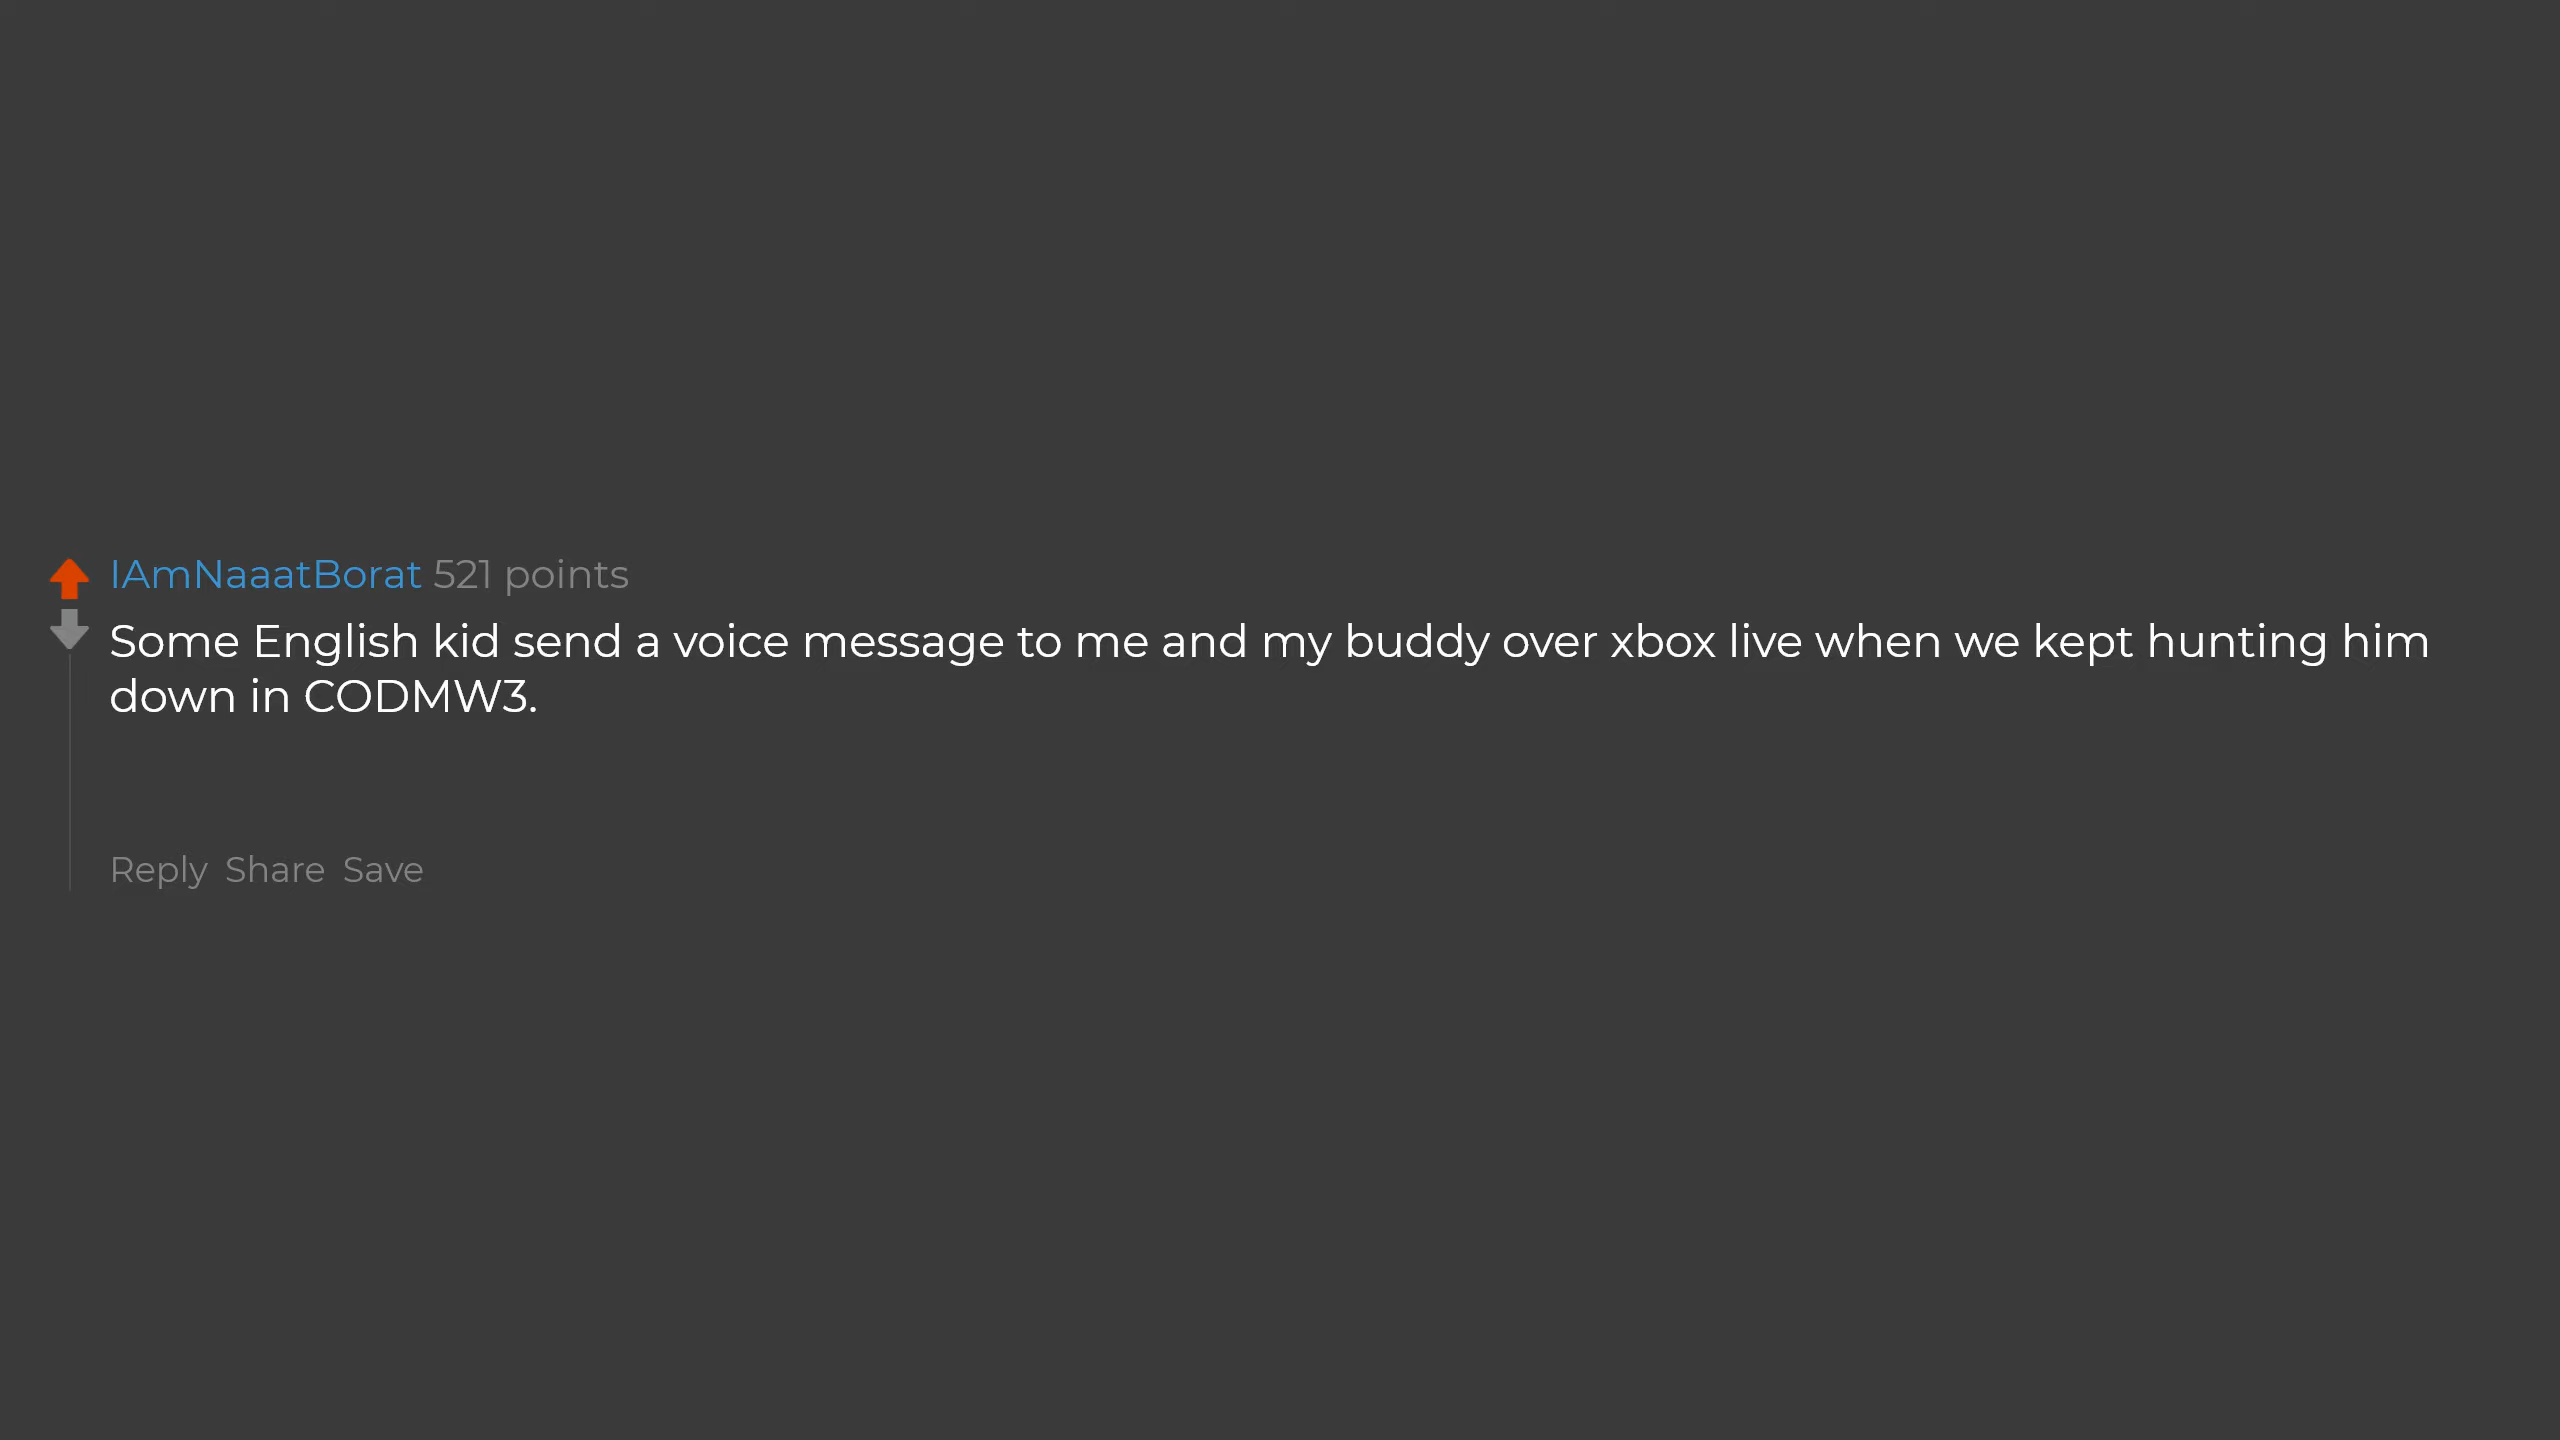 IAmNaaatBorat 521 points
Some English kid send a voice message to me and my buddy over xbox live when we kept hunting him
down in CODMW3.
Reply Share Save